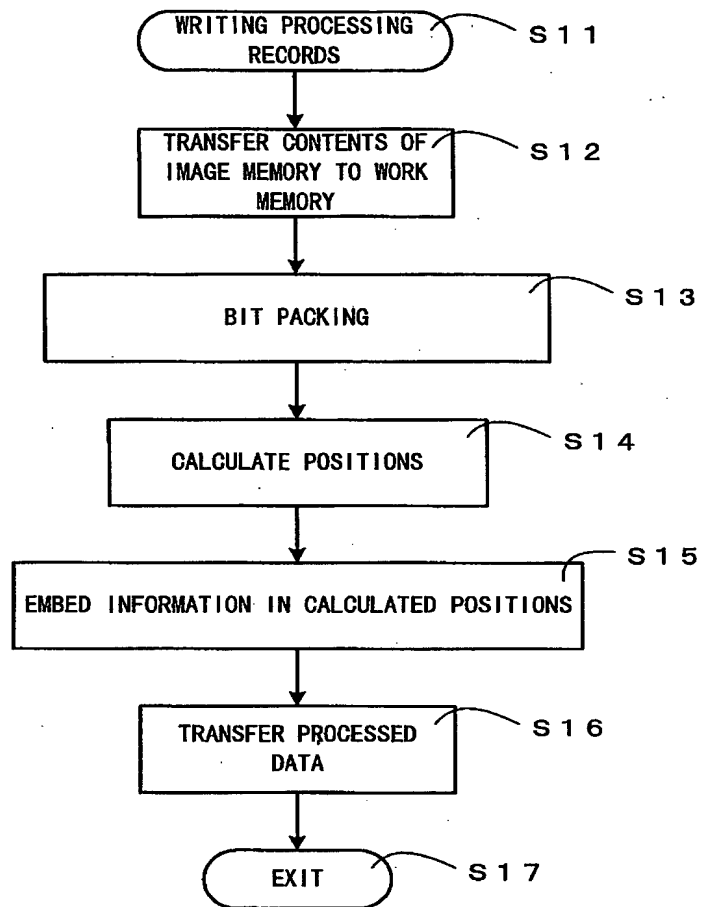 WRITING PROCESSING
RECORDS
S11
TRANSFER CONTENTS OF
IMAGE MEMORY TO WORK
MEMORY
S12
BIT PACKING
S13
CALCULATE POSITIONS
S14
EMBED INFORMATION IN CALCULATED POSITIONS
S15
TRANSFER PROCESSED
DATA
S16
EXIT
S17